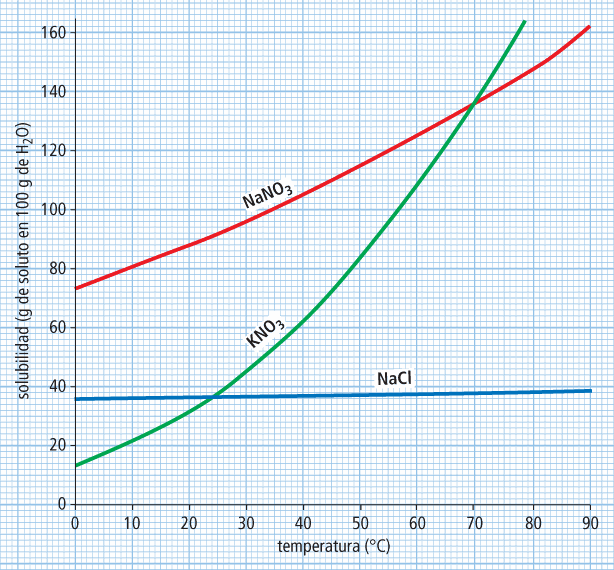 solubilidad (g de soluto en 100 g de H₂O)
160
140
120
100
80
60
40
20
0
NaNO₃
KNO₃
NaCl
0 10 20 30 40 50 60 70 80 90
temperatura (°C)